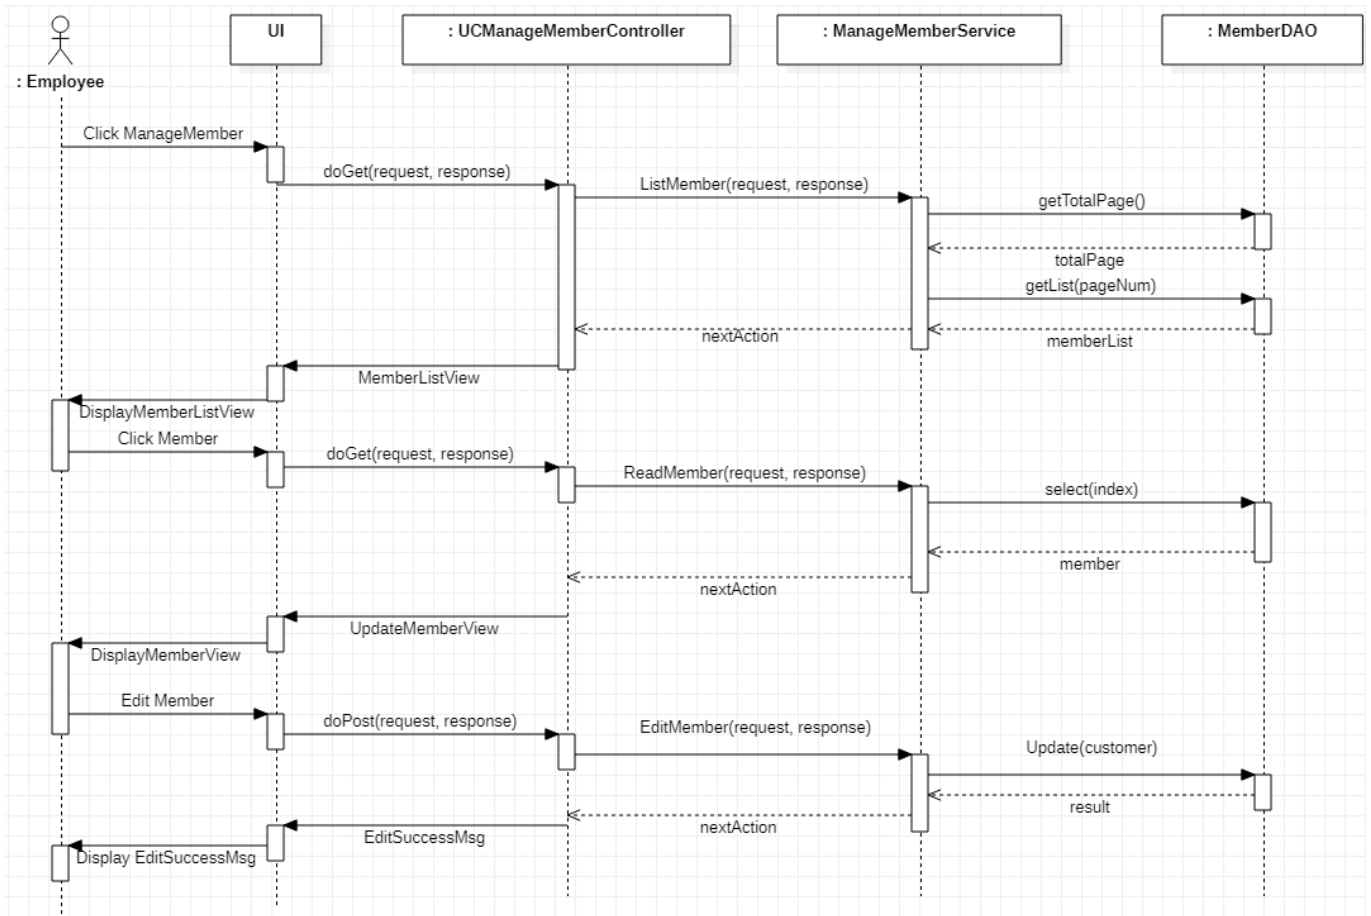 UI
: UCManageMemberController
: ManageMemberService
: MemberDAO
: Employee
Click ManageMember
doGet(request, response)
ListMember(request, response)
getTotalPage()
totalPage
getList(pageNum)
nextAction
memberList
MemberListView
DisplayMemberListView
Click Member
doGet(request, response)
ReadMember(request, response)
select(index)
member
nextAction
UpdateMemberView
DisplayMemberView
Edit Member
doPost(request, response)
EditMember(request, response)
Update(customer)
result
nextAction
EditSuccessMsg
Display EditSuccessMsg